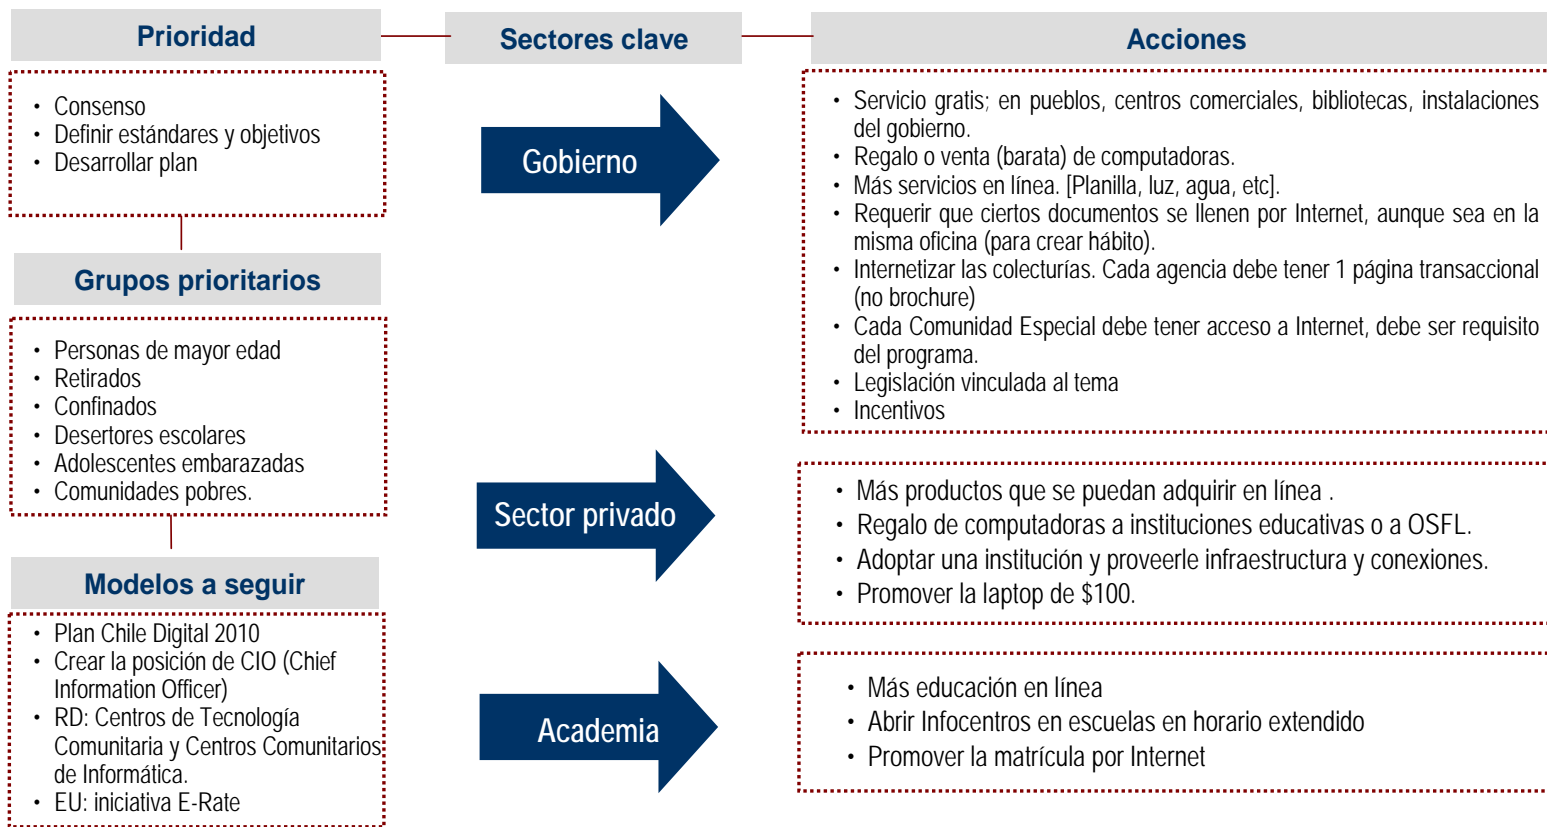 Prioridad
• Consenso
• Definir estándares y objetivos
• Desarrollar plan
Grupos prioritarios
• Personas de mayor edad
• Retirados
• Confinados
• Desertores escolares
• Adolescentes embarazadas
• Comunidades pobres.
Modelos a seguir
• Plan Chile Digital 2010
• Crear la posición de CIO (Chief
Information Officer)
• RD: Centros de Tecnología
Comunitaria y Centros Comunitarios
de Informática.
• EU: iniciativa E-Rate
Sectores clave
Gobierno
Sector privado
Academia
Acciones
• Servicio gratis; en pueblos, centros comerciales, bibliotecas, instalaciones
del gobierno.
• Regalo o venta (barata) de computadoras.
• Más servicios en línea. [Planilla, luz, agua, etc].
• Requerir que ciertos documentos se llenen por Internet, aunque sea en la
misma oficina (para crear hábito).
• Internetizar las colecturías. Cada agencia debe tener 1 página transaccional
(no brochure)
• Cada Comunidad Especial debe tener acceso a Internet, debe ser requisito
del programa.
• Legislación vinculada al tema
• Incentivos
• Más productos que se puedan adquirir en línea .
• Regalo de computadoras a instituciones educativas o a OSFL.
• Adoptar una institución y proveerle infraestructura y conexiones.
• Promover la laptop de $100.
• Más educación en línea
• Abrir Infocentros en escuelas en horario extendido
• Promover la matrícula por Internet